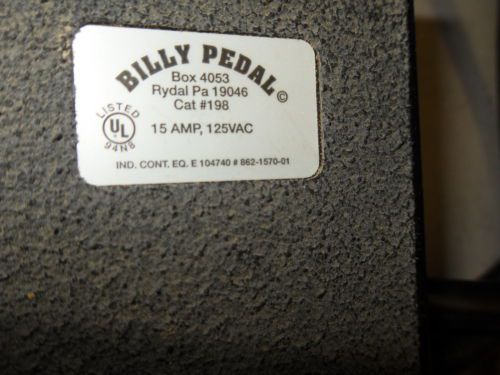 BILLY PEDAL ©
Box 4053
Rydal Pa 19046
Cat #198
LISTED
UL
94N8
15 AMP, 125VAC
IND. CONT. EQ. E 104740 # 862-1570-01